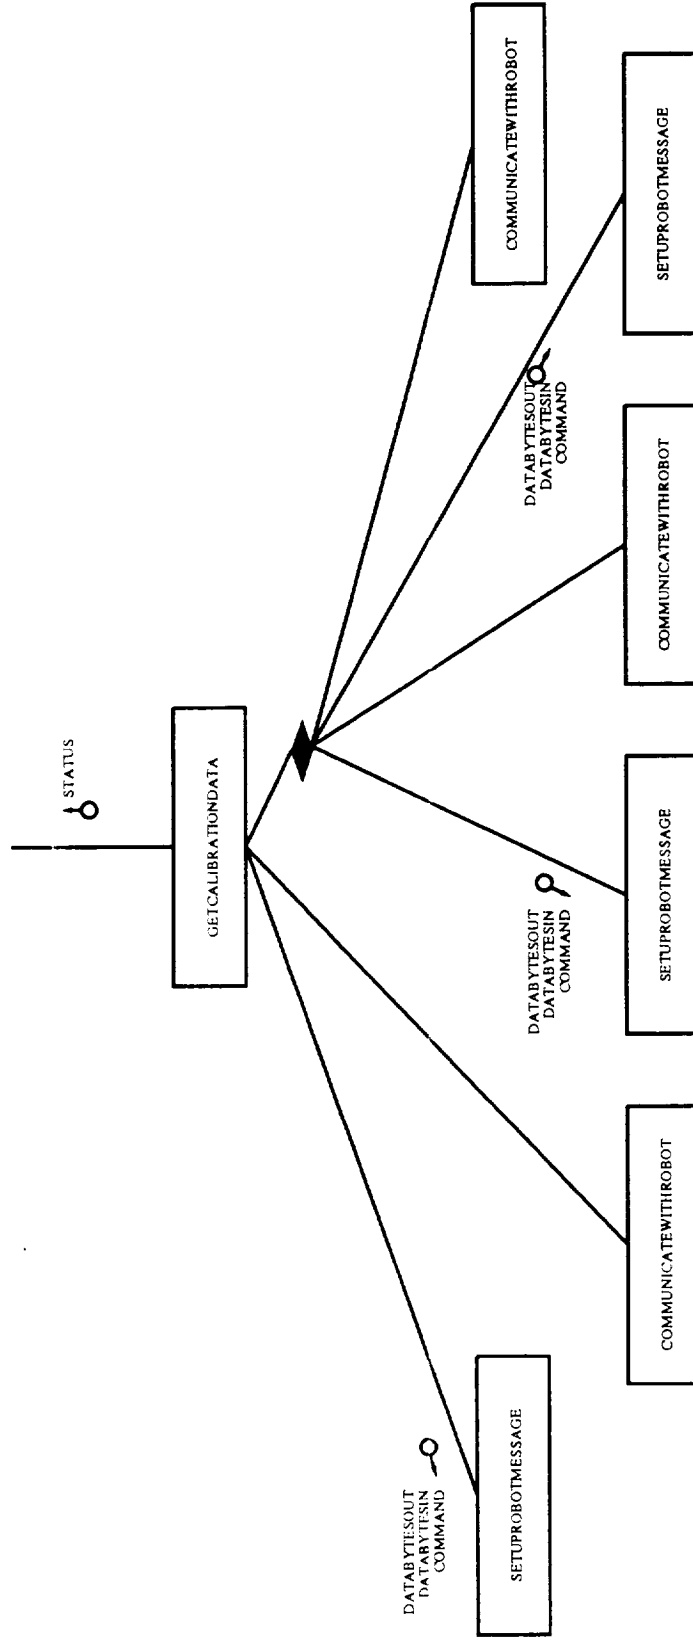 STATUS
GETCALIBRATIONDATA
DATABYTESOUT
DATABYTESIN
COMMAND
SETUPROBOTMESSAGE
COMMUNICATEWITHROBOT
DATABYTESOUT
DATABYTESIN
COMMAND
SETUPROBOTMESSAGE
COMMUNICATEWITHROBOT
DATABYTESOUT
DATABYTESIN
COMMAND
SETUPROBOTMESSAGE
COMMUNICATEWITHROBOT